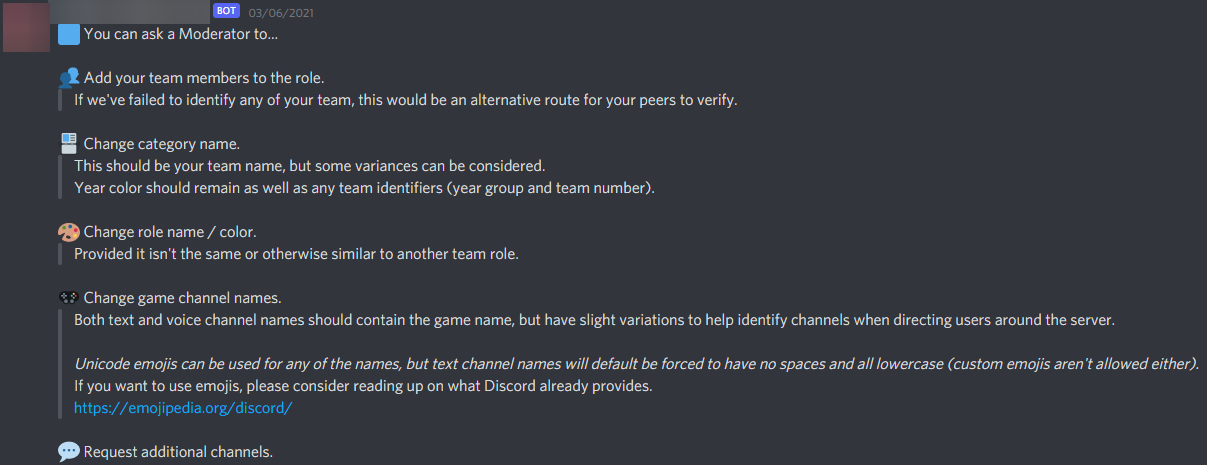 BOT 03/06/2021
You can ask a Moderator to...
Add your team members to the role.
If we've failed to identify any of your team, this would be an alternative route for your peers to verify.
Change category name.
This should be your team name, but some variances can be considered.
Year color should remain as well as any team identifiers (year group and team number).
Change role name / color.
Provided it isn't the same or otherwise similar to another team role.
Change game channel names.
Both text and voice channel names should contain the game name, but have slight variations to help identify channels when directing users around the server.
Unicode emojis can be used for any of the names, but text channel names will default be forced to have no spaces and all lowercase (custom emojis aren't allowed either).
If you want to use emojis, please consider reading up on what Discord already provides.
https://emojipedia.org/discord/
Request additional channels.